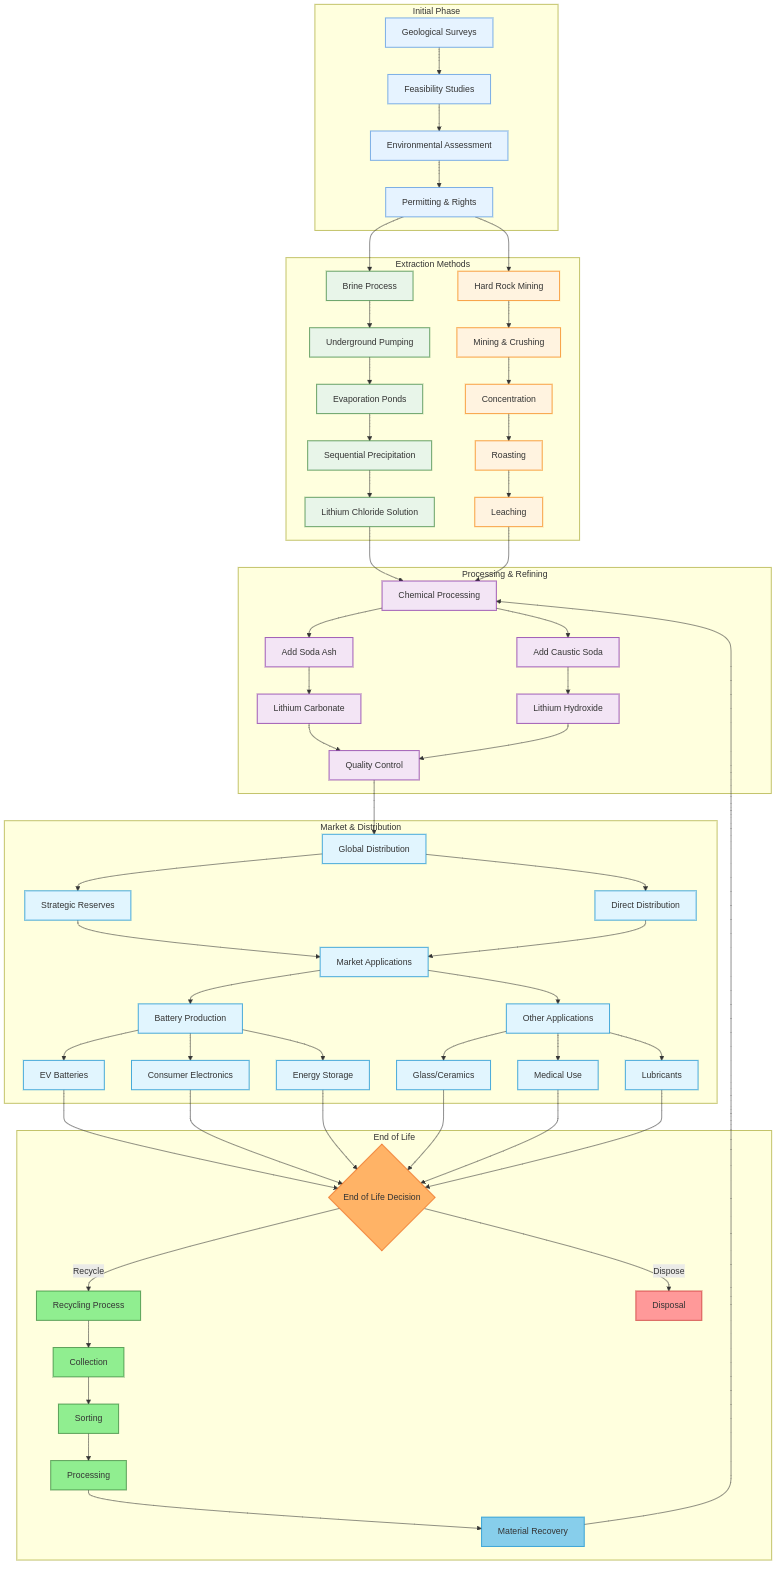 Initial Phase
Geological Surveys
Feasibility Studies
Environmental Assessment
Permitting & Rights
Extraction Methods
Brine Process
Hard Rock Mining
Underground Pumping
Mining & Crushing
Evaporation Ponds
Concentration
Sequential Precipitation
Roasting
Lithium Chloride Solution
Leaching
Processing & Refining
Chemical Processing
Add Soda Ash
Add Caustic Soda
Lithium Carbonate
Lithium Hydroxide
Quality Control
Market & Distribution
Global Distribution
Strategic Reserves
Direct Distribution
Market Applications
Battery Production
Other Applications
EV Batteries
Consumer Electronics
Energy Storage
Glass/Ceramics
Medical Use
Lubricants
End of Life
End of Life Decision
Recycle
Dispose
Recycling Process
Disposal
Collection
Sorting
Processing
Material Recovery